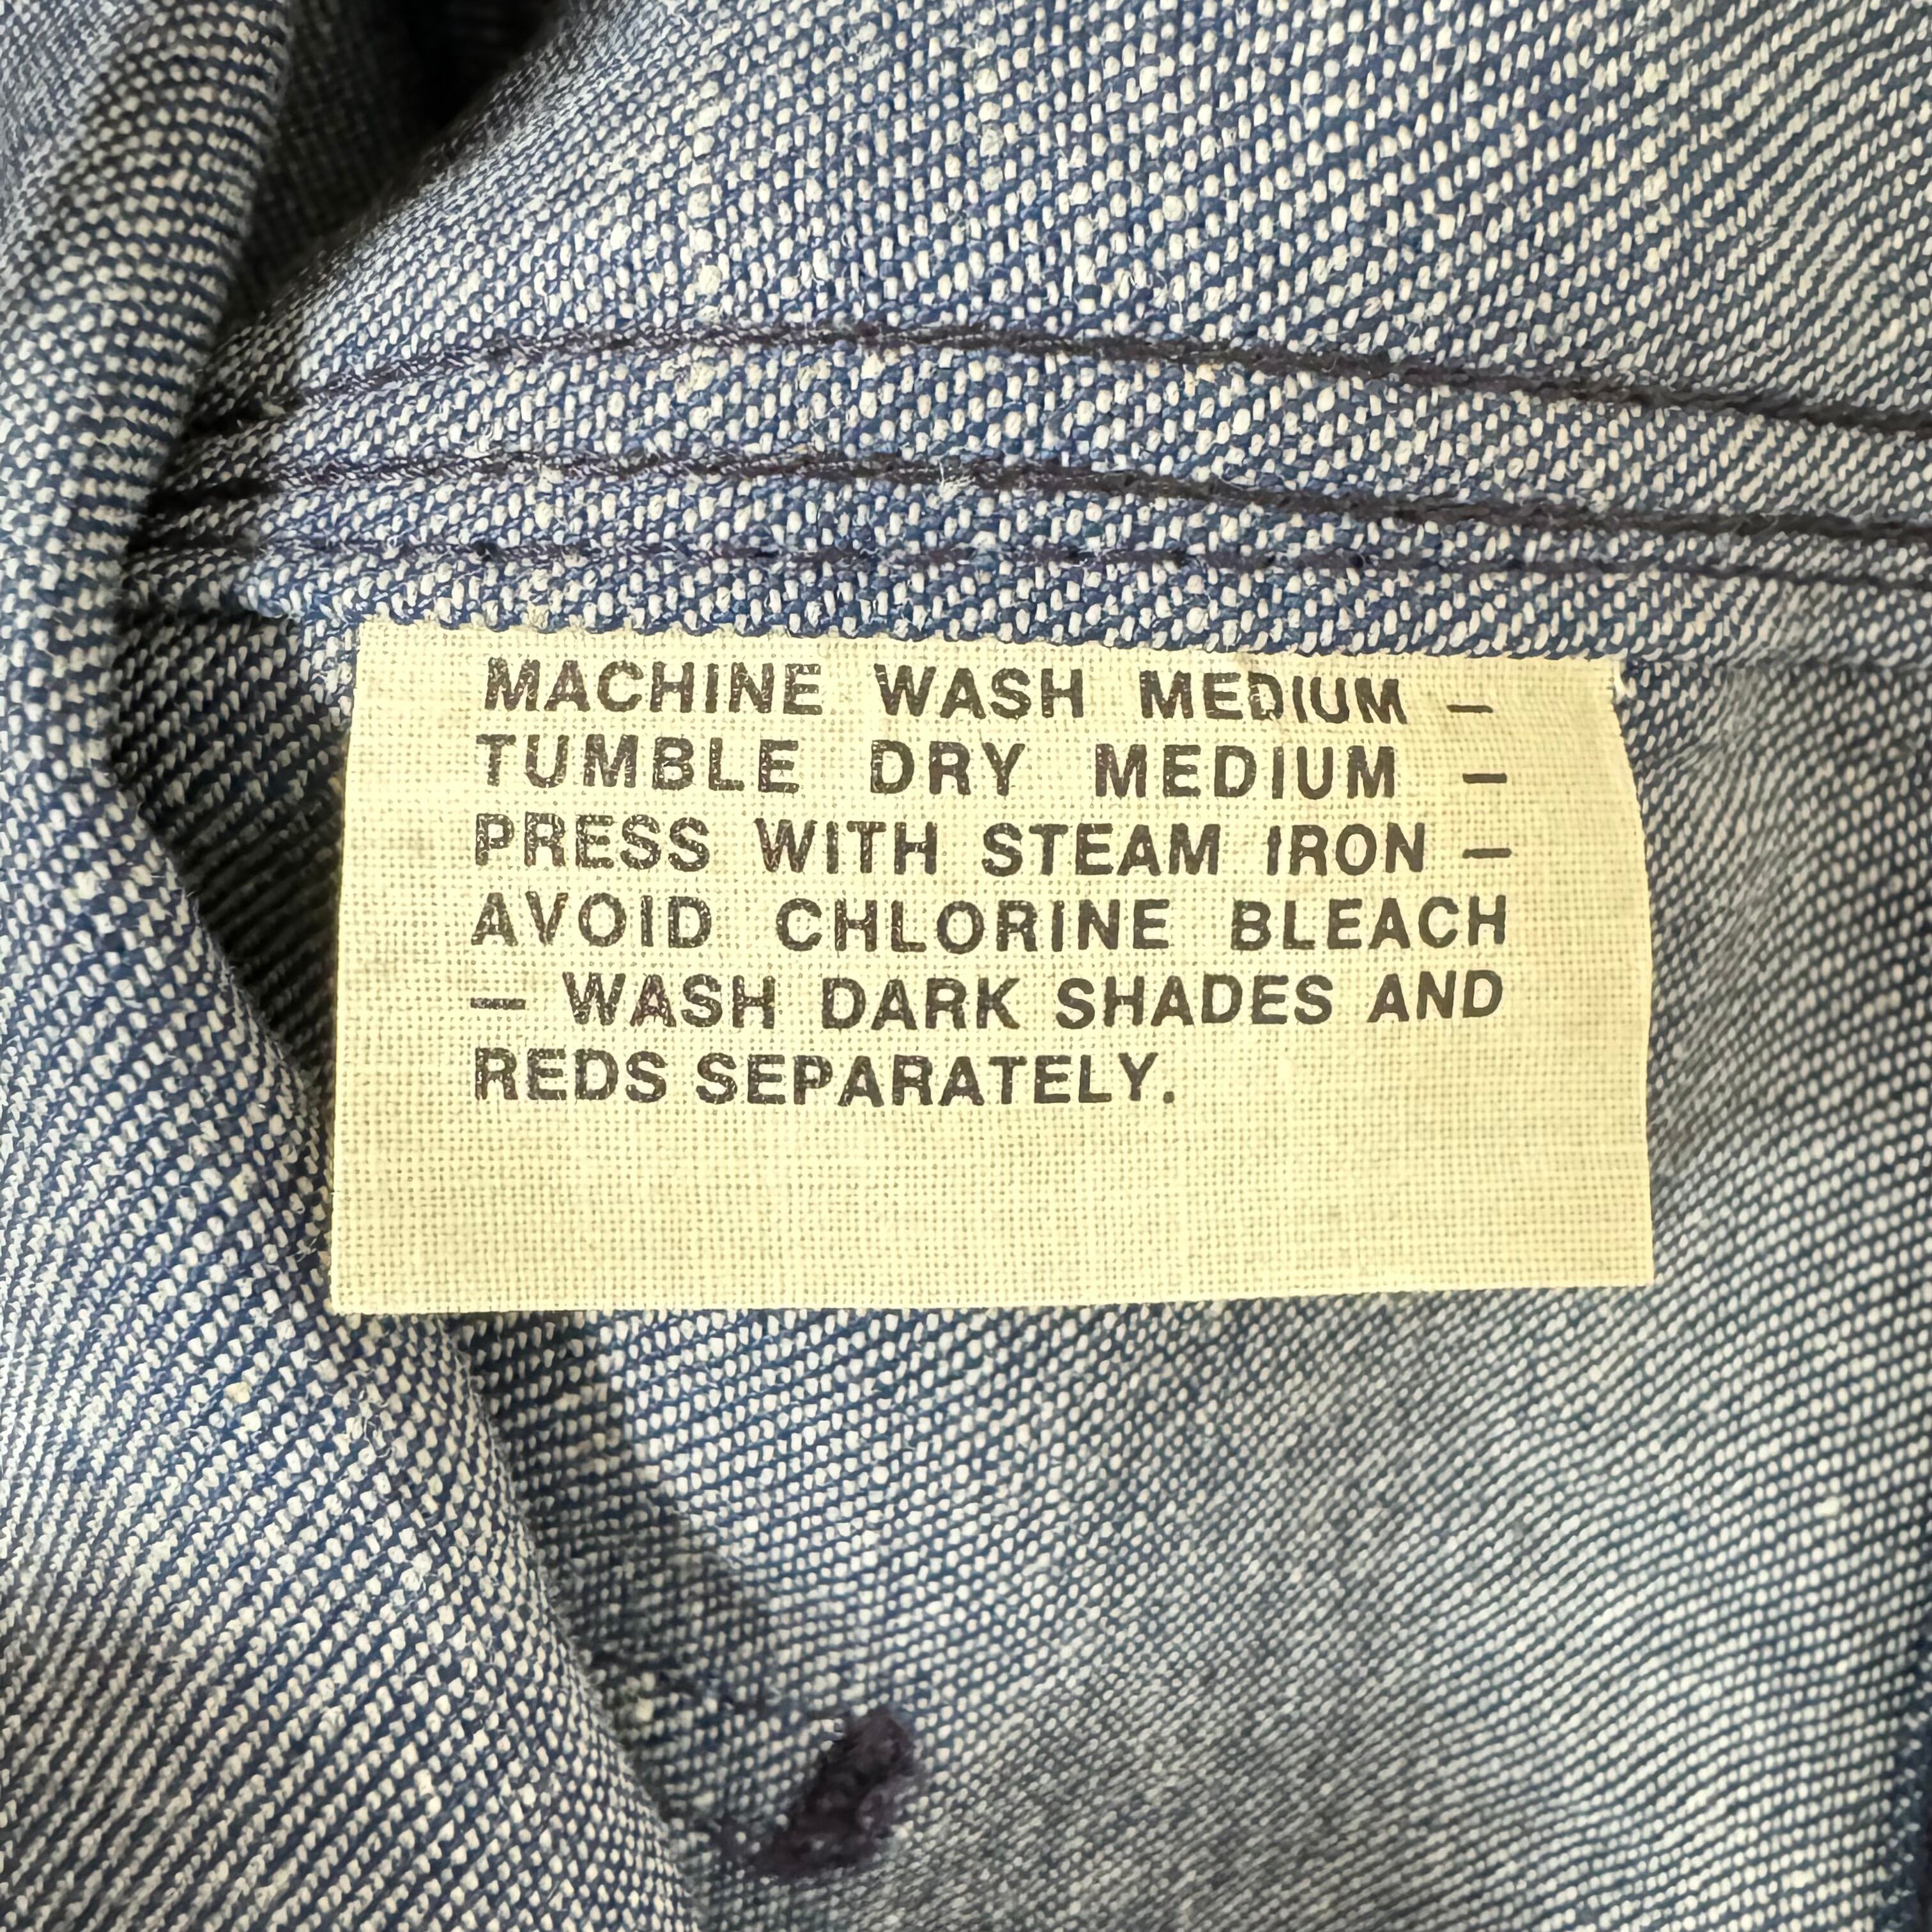 MACHINE WASH MEDIUM —
TUMBLE DRY MEDIUM —
PRESS WITH STEAM IRON —
AVOID CHLORINE BLEACH
— WASH DARK SHADES AND
REDS SEPARATELY.